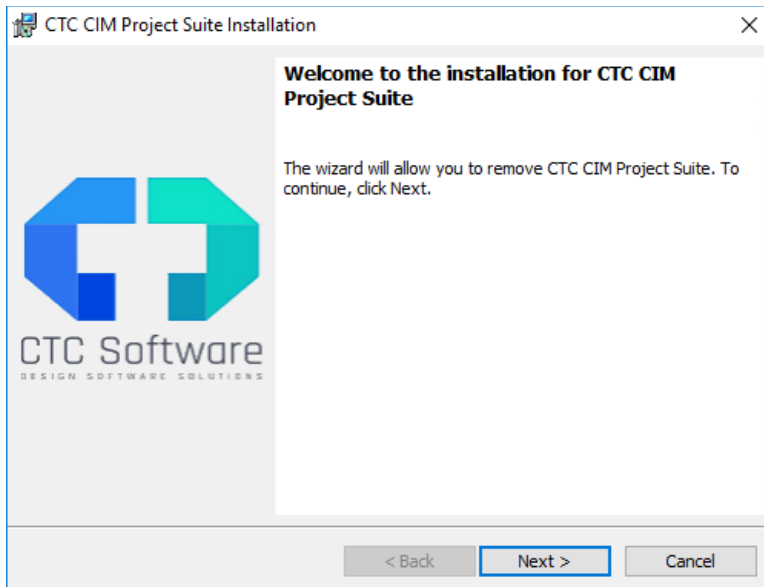 CTC CIM Project Suite Installation
Welcome to the installation for CTC CIM
Project Suite
The wizard will allow you to remove CTC CIM Project Suite. To
continue, click Next.
CTC Software
DESIGN SOFTWARE SOLUTIONS
< Back
Next >
Cancel